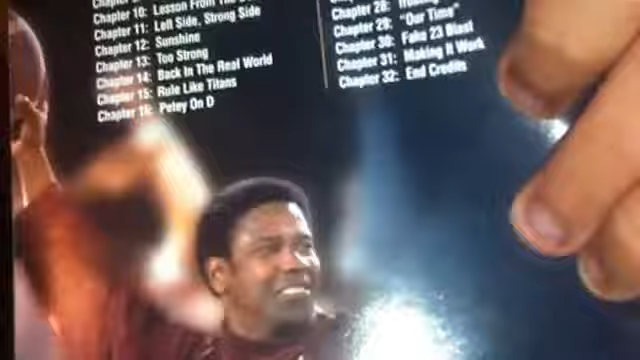 Chapter 10: Lesson From The
Chapter 11: Left Side, Strong Side
Chapter 12: Sunshine
Chapter 13: Too Strong
Chapter 14: Back In The Real World
Chapter 15: Rule Like Titans
Chapter 16: Petey On D
Chapter 28:
Chapter 29: "Our Time"
Chapter 30: Fake 23 Blast
Chapter 31: Making It Work
Chapter 32: End Credits